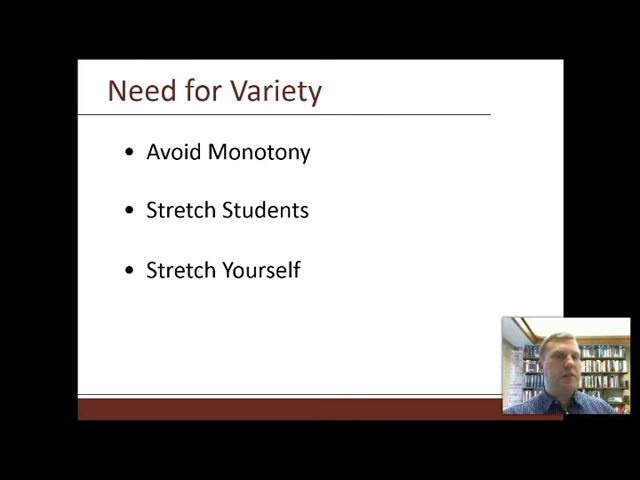 Need for Variety
• Avoid Monotony
• Stretch Students
• Stretch Yourself